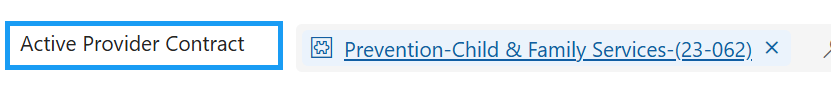 Active Provider Contract Prevention-Child & Family Services-(23-062)